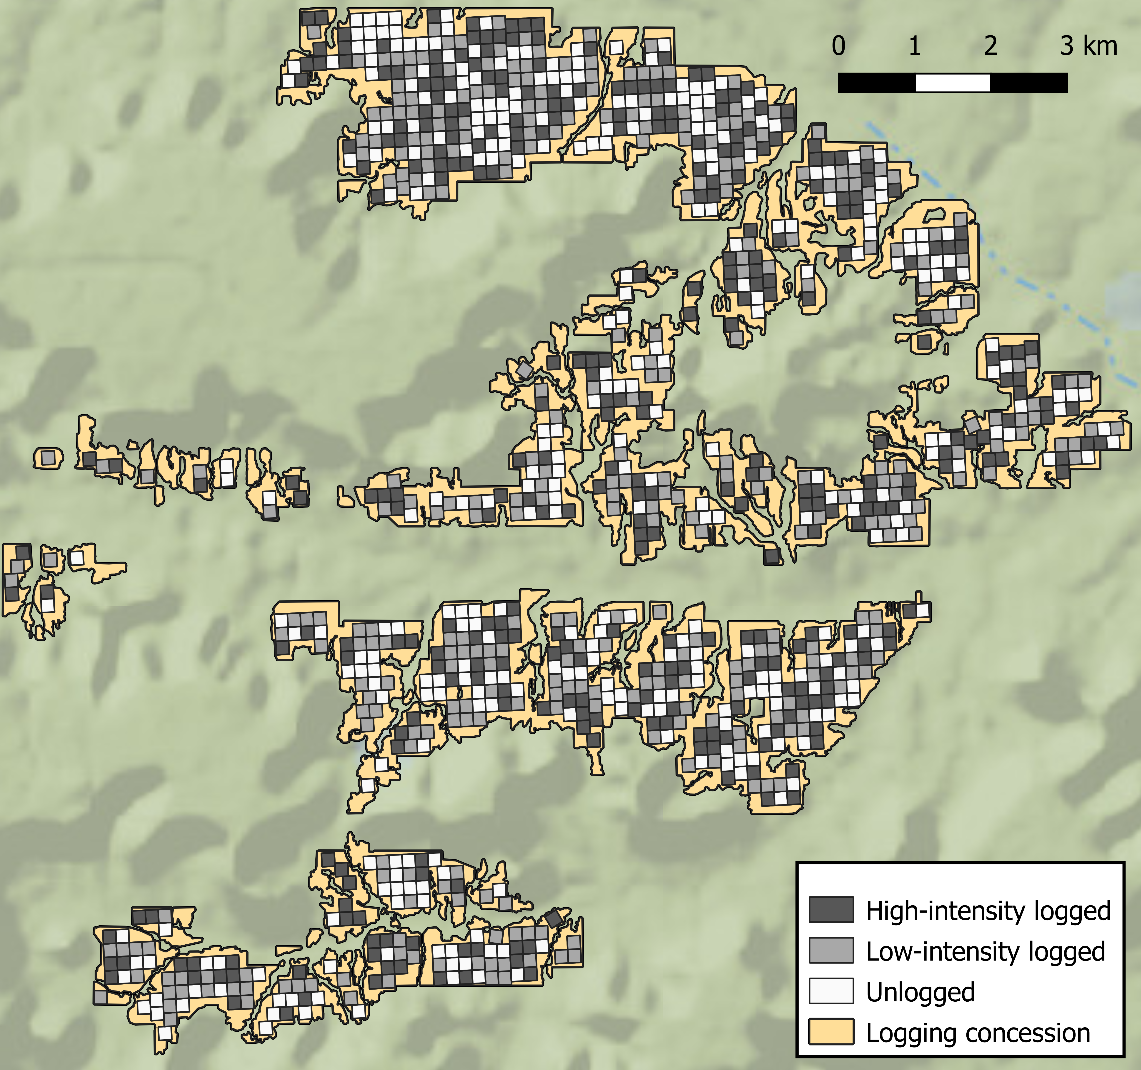 0 1 2 3 km
High-intensity logged
Low-intensity logged
Unlogged
Logging concession